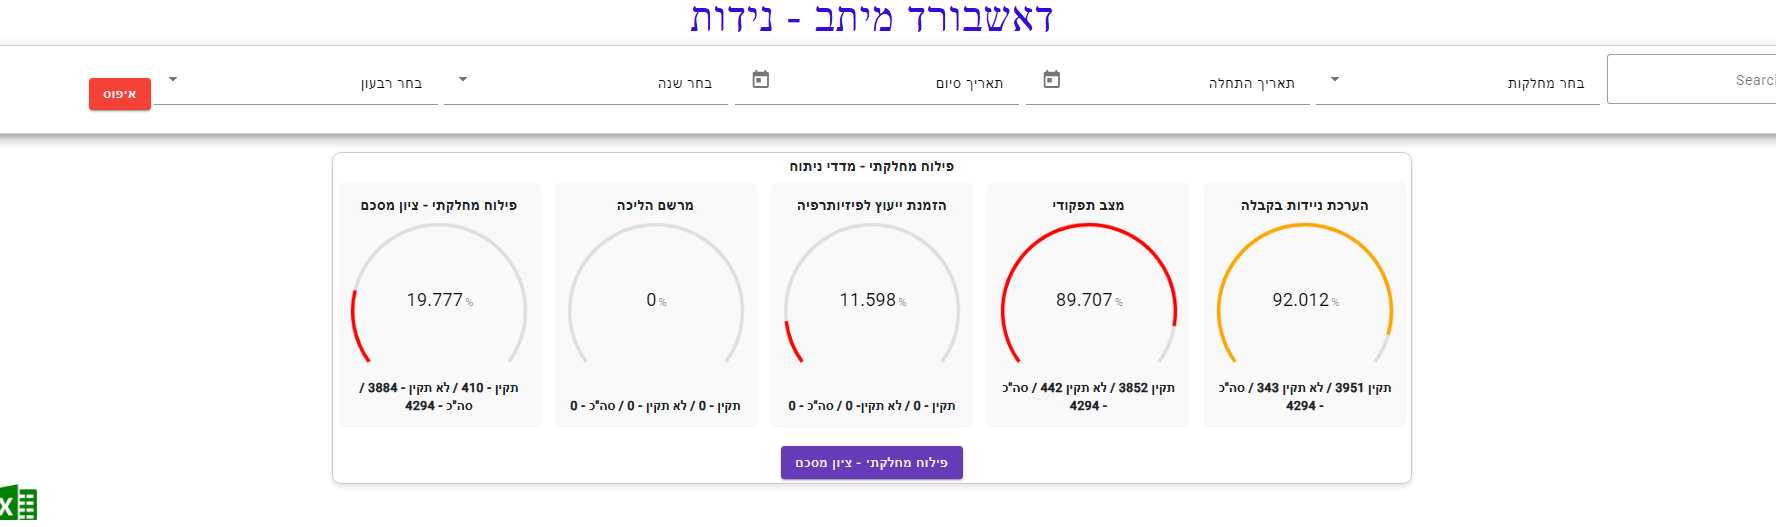 דאשבורד מיתב - נידות
Search
בחר מחלקות
תאריך התחלה
תאריך סיום
בחר שנה
בחר רבעון
איפוס
פילוח מחלקתי - מדדי ניתוח
הערכת ניידות בקבלה
92.012 %
תקין 3951 / לא תקין 343 / סה"כ
- 4294
מצב תפקודי
89.707 %
תקין 3852 / לא תקין 442 / סה"כ
- 4294
הזמנת ייעוץ לפיזיותרפיה
11.598 %
תקין - 0 / לא תקין- 0 / סה"כ - 0
מרשם הליכה
0 %
תקין - 0 / לא תקין - 0 / סה"כ - 0
פילוח מחלקתי - ציון מסכם
19.777 %
תקין - 410 / לא תקין - 3884 /
סה"כ - 4294
פילוח מחלקתי - ציון מסכם